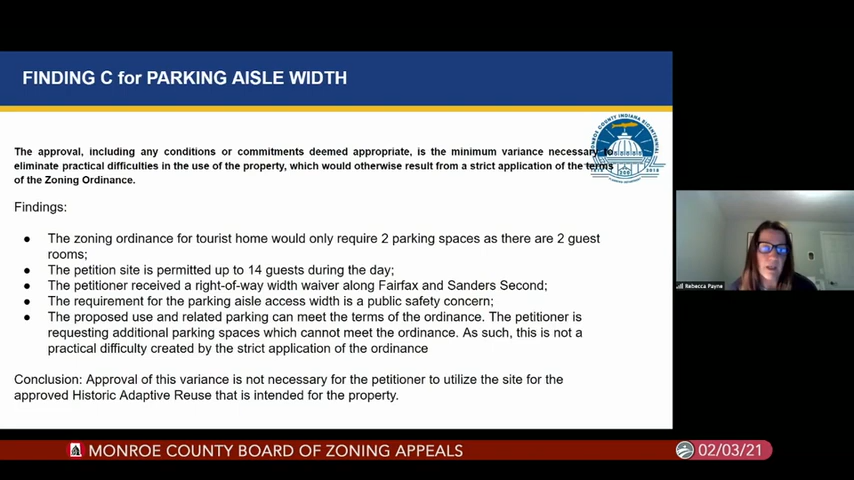 FINDING C for PARKING AISLE WIDTH
The approval, including any conditions or commitments deemed appropriate, is the minimum variance necessary to
eliminate practical difficulties in the use of the property, which would otherwise result from a strict application of the terms
of the Zoning Ordinance.
Findings:
● The zoning ordinance for tourist home would only require 2 parking spaces as there are 2 guest
rooms;
● The petition site is permitted up to 14 guests during the day;
● The petitioner received a right-of-way width waiver along Fairfax and Sanders Second;
● The requirement for the parking aisle access width is a public safety concern;
● The proposed use and related parking can meet the terms of the ordinance. The petitioner is
requesting additional parking spaces which cannot meet the ordinance. As such, this is not a
practical difficulty created by the strict application of the ordinance
Conclusion: Approval of this variance is not necessary for the petitioner to utilize the site for the
approved Historic Adaptive Reuse that is intended for the property.
MONROE COUNTY INDIANA BICENTENNIAL
200
Rebecca Payne
MONROE COUNTY BOARD OF ZONING APPEALS
02/03/21